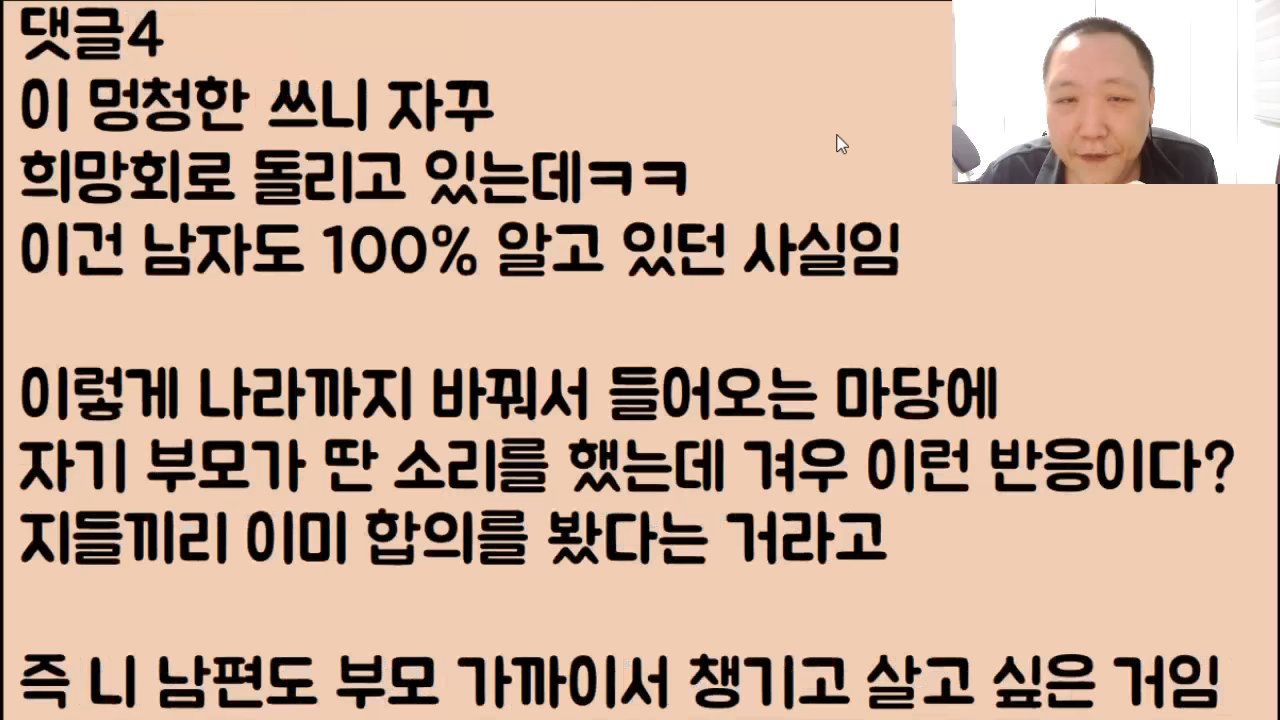 댓글4
이 멍청한 쓰니 자꾸
희망회로 돌리고 있는데ㅋㅋ
이건 남자도 100% 알고 있던 사실임
이렇게 나라까지 바꿔서 들어오는 마당에
자기 부모가 딴 소리를 했는데 겨우 이런 반응이다?
지들끼리 이미 합의를 봤다는 거라고
즉 니 남편도 부모 가까이서 챙기고 살고 싶은 거임